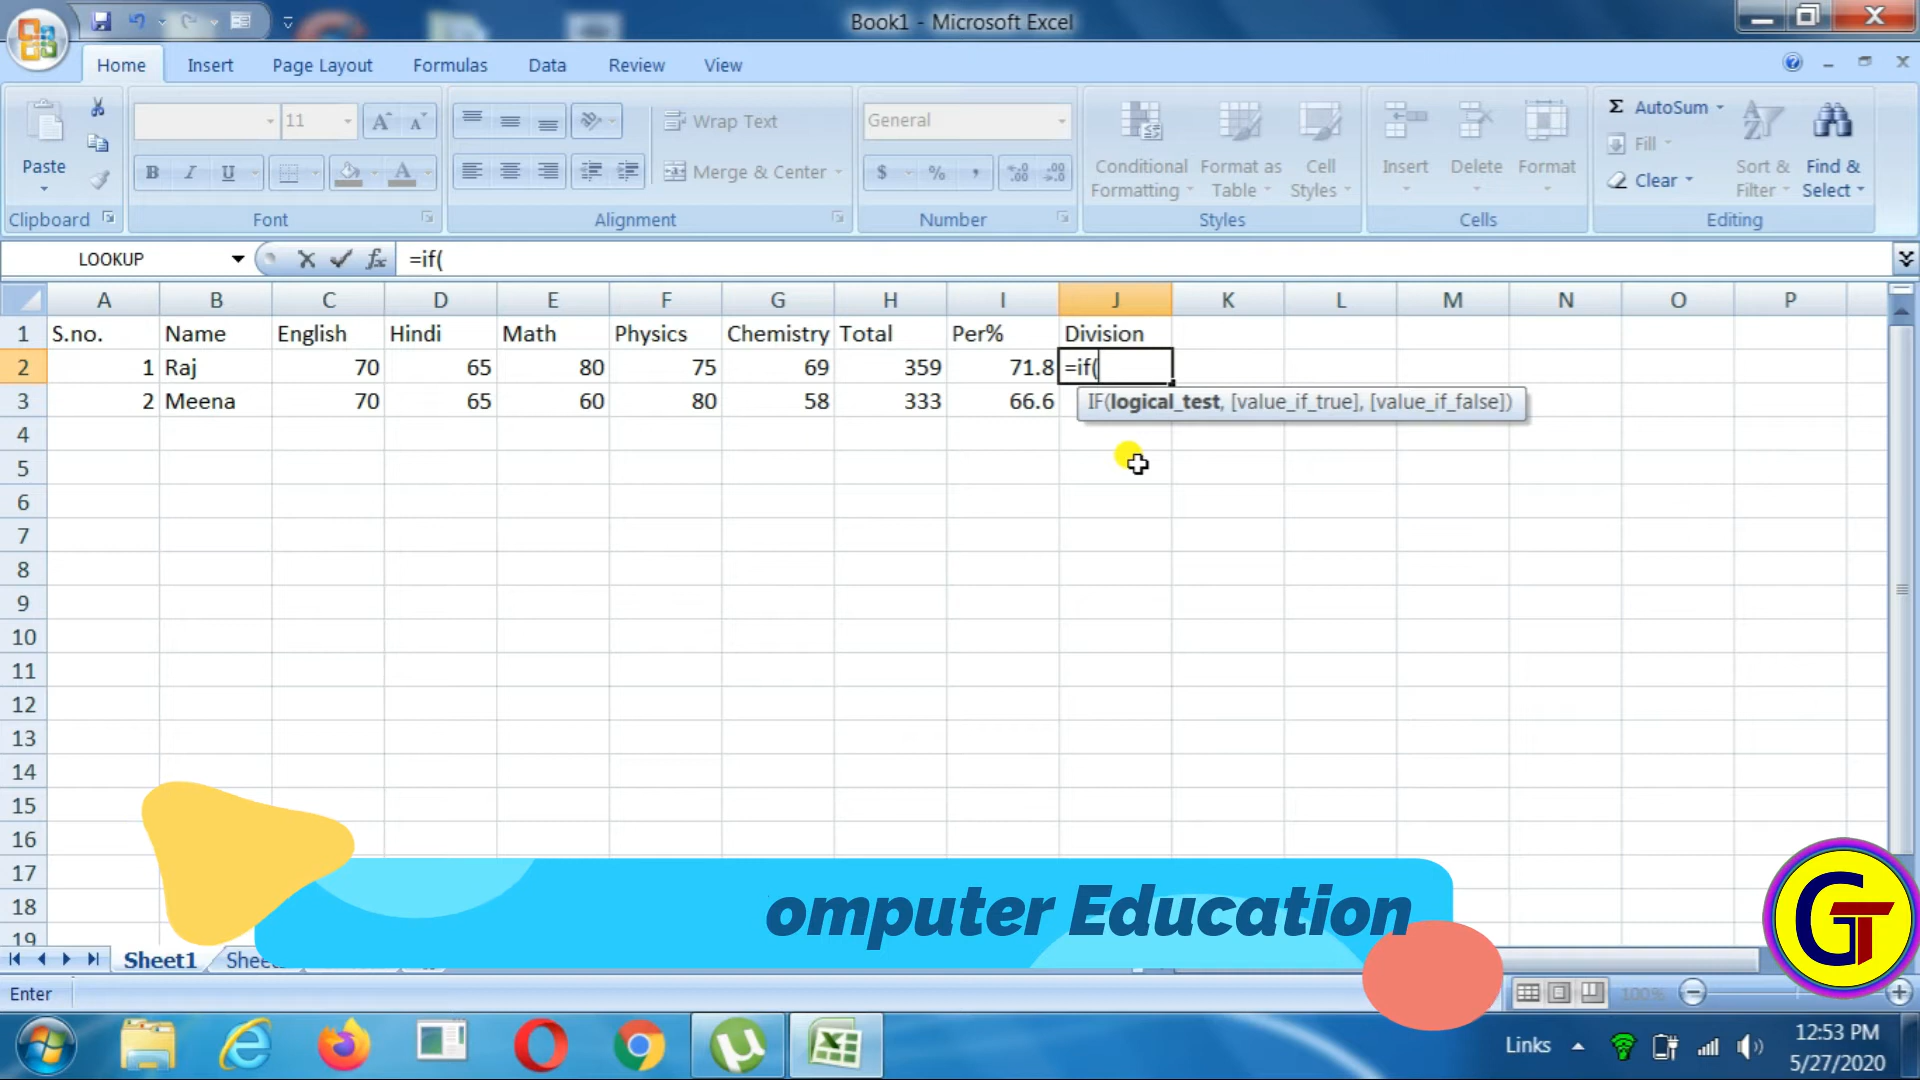 Book1 - Microsoft Excel
Home Insert Page Layout Formulas Data Review View
11 Wrap Text General AutoSum
Paste Conditional Formatting Format as Table Cell Styles Insert Delete Format Fill Sort & Filter Find & Select
B I U Merge & Center $ % , Clear
Clipboard Font Alignment Number Styles Cells Editing
LOOKUP fx =if(
A B C D E F G H I J K L M N O P
1 S.no. Name English Hindi Math Physics Chemistry Total Per% Division
2 1 Raj 70 65 80 75 69 359 71.8 =if(
3 2 Meena 70 65 60 80 58 333 66.6 IF(logical_test, [value_if_true], [value_if_false])
4
5
6
7
8
9
10
11
12
13
14
15
16
17
18
19
omputer Education
GT
Sheet1 Sheet
Enter 100%
Links 12:53 PM
5/27/2020